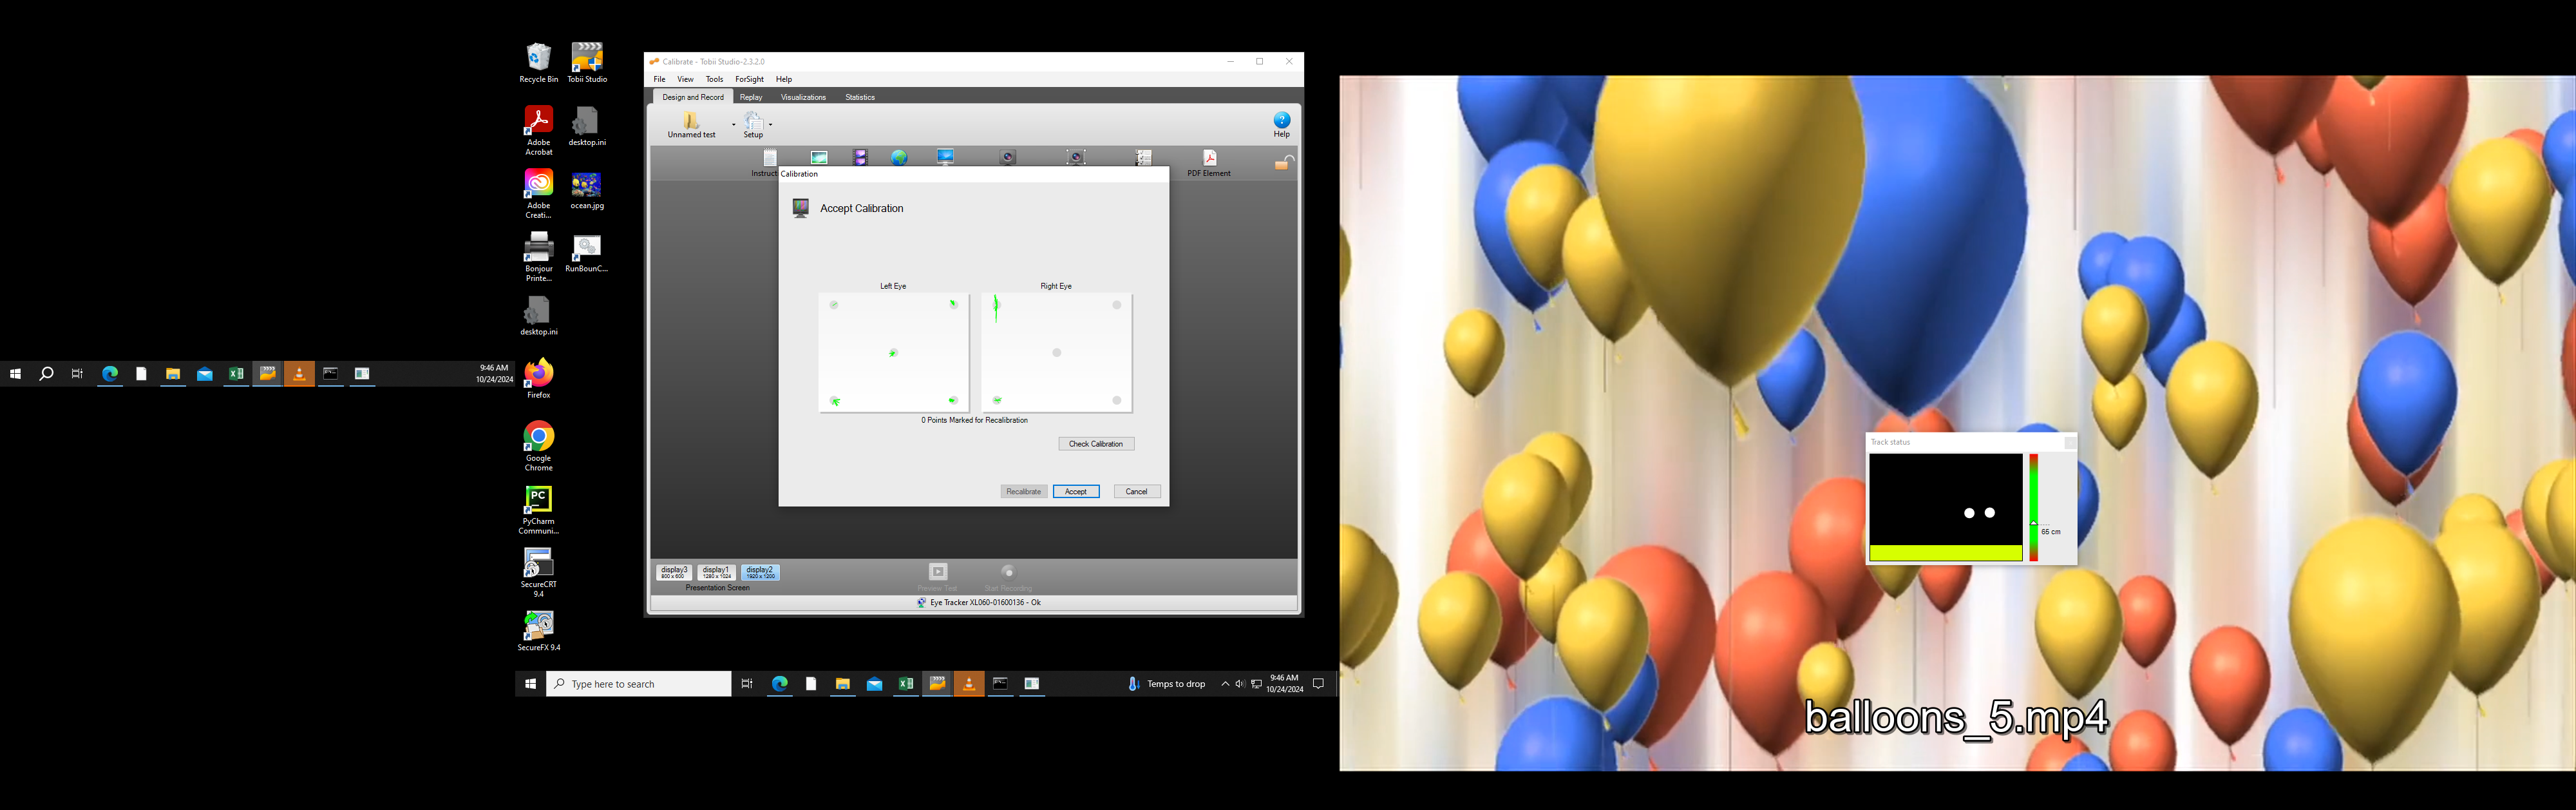 9:46 AM
10/24/2024
Recycle Bin
Tobii Studio
Adobe
Acrobat
desktop.ini
Adobe
Creati...
ocean.jpg
Bonjour
Printe...
RunBounC...
desktop.ini
Firefox
Google
Chrome
PC
PyCharm
Communi...
SecureCRT
9.4
SecureFX 9.4
Calibrate - Tobii Studio-2.3.2.0
File View Tools ForSight Help
Design and Record Replay Visualizations Statistics
Unnamed test Setup Help
Instruct PDF Element
Calibration
Accept Calibration
Left Eye Right Eye
0 Points Marked for Recalibration
Check Calibration
Recalibrate Accept Cancel
display3 display1 display2
800 x 600 1280 x 1024 1920 x 1200
Presentation Screen Preview Test Start Recording
Eye Tracker XL060-01600136 - Ok
Type here to search
Temps to drop
9:46 AM
10/24/2024
Track status
65 cm
balloons_5.mp4